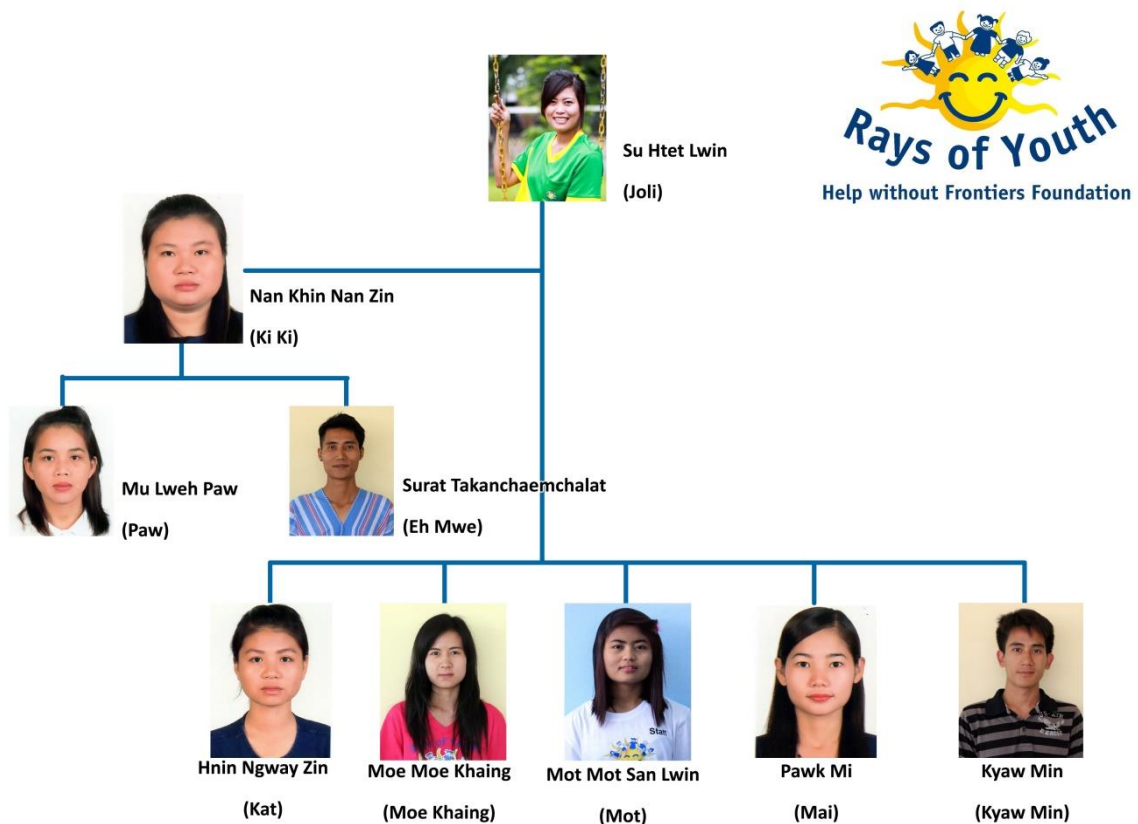 Rays of Youth
Help without Frontiers Foundation
Su Htet Lwin
(Joli)
Nan Khin Nan Zin
(Ki Ki)
Mu Lweh Paw
(Paw)
Surat Takanchaemchalat
(Eh Mwe)
Hnin Ngway Zin
(Kat)
Moe Moe Khaing
(Moe Khaing)
Mot Mot San Lwin
(Mot)
Pawk Mi
(Mai)
Kyaw Min
(Kyaw Min)